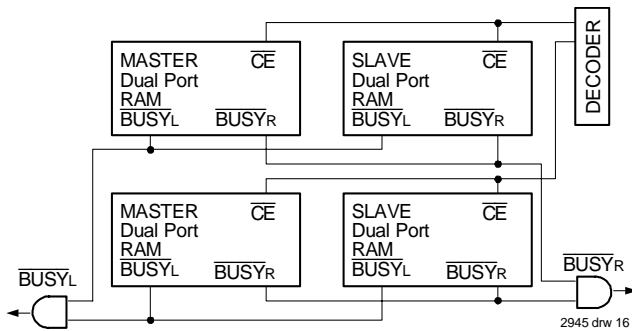 MASTER
Dual Port
RAM
BUSYL
CE
BUSYR
SLAVE
Dual Port
RAM
BUSYL
CE
BUSYR
DECODER
MASTER
Dual Port
RAM
BUSYL
CE
BUSYR
SLAVE
Dual Port
RAM
BUSYL
CE
BUSYR
BUSYL
BUSYR
2945 drw 16